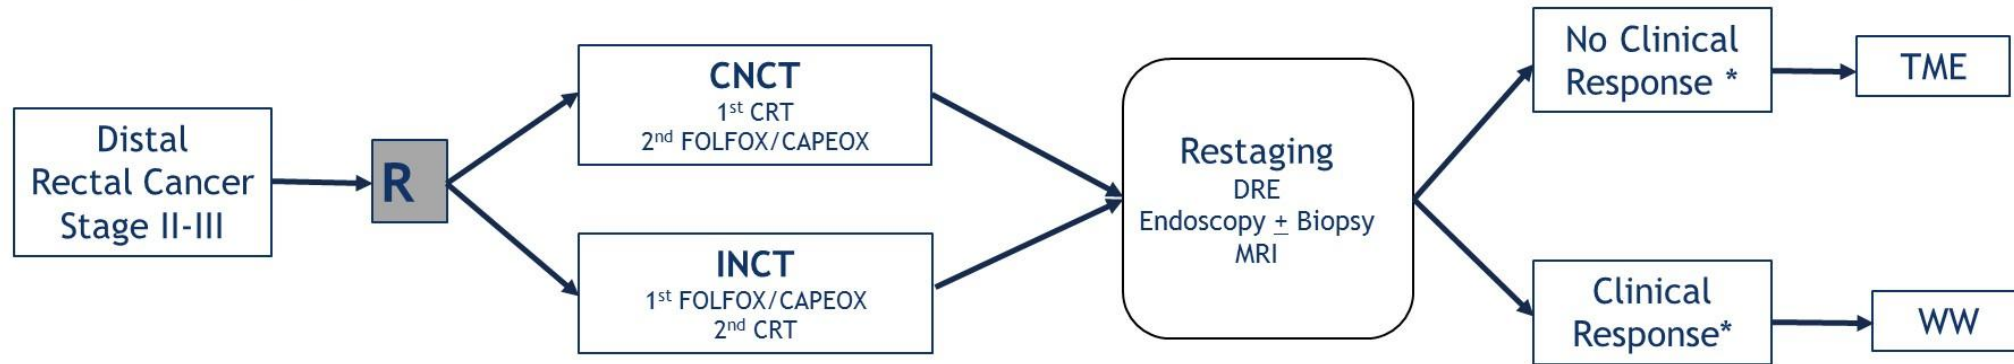 Distal
Rectal Cancer
Stage II-III
R
CNCT
1st CRT
2nd FOLFOX/CAPEOX
INCT
1st FOLFOX/CAPEOX
2nd CRT
Restaging
DRE
Endoscopy + Biopsy
MRI
No Clinical
Response *
TME
Clinical
Response*
WW